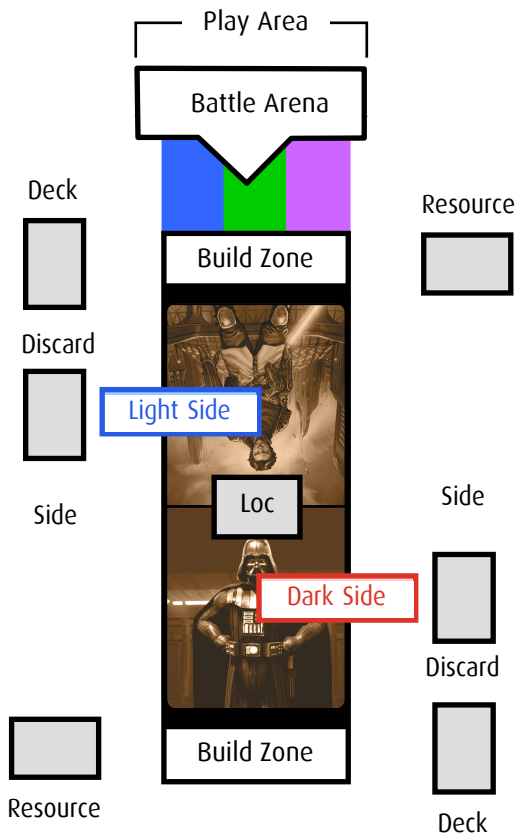 Play Area
Battle Arena
Deck
Resource
Build Zone
Discard
Light Side
Loc
Side
Side
Dark Side
Discard
Build Zone
Resource
Deck